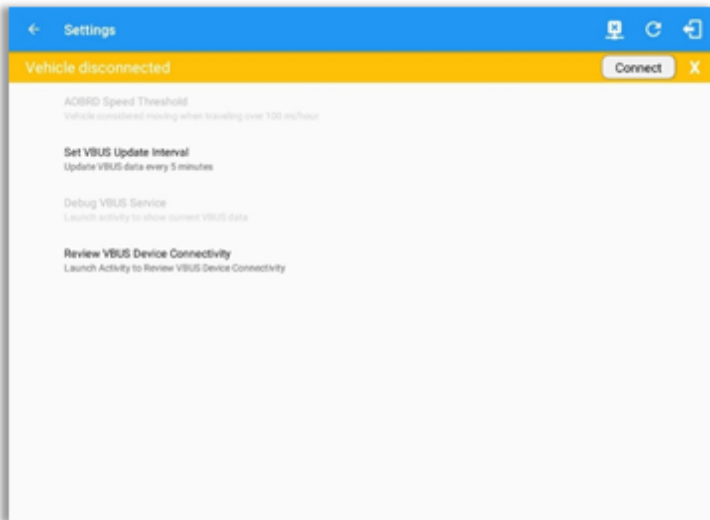 Settings
Vehicle disconnected
Connect
X
AOBRD Speed Threshold
Vehicle considered moving when traveling over 100 mi/hour
Set VBUS Update Interval
Update VBUS data every 5 minutes
Debug VBUS Service
Launch activity to show current VBUS data
Review VBUS Device Connectivity
Launch Activity to Review VBUS Device Connectivity